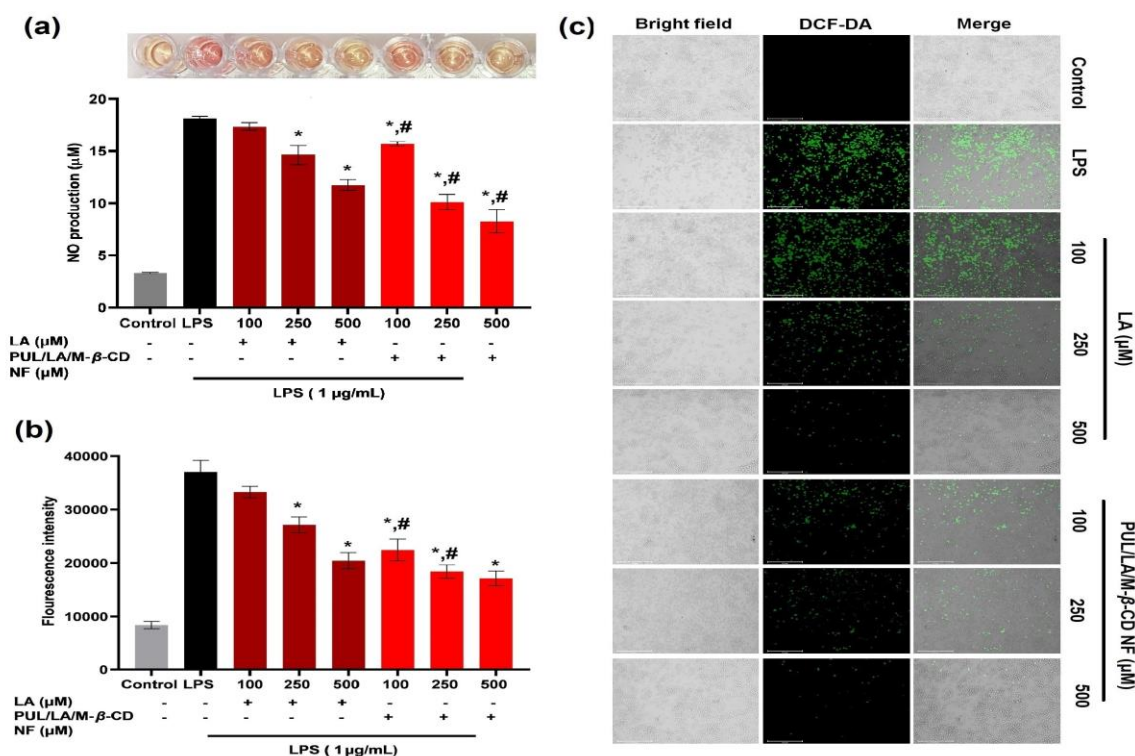 (a)
20
15
10
5
0
NO production (μM)
* * *,# *,# *,#
Control LPS 100 250 500 100 250 500
LA (μM) - - + + + - - -
PUL/LA/M-β-CD - - - - - + + +
NF (μM)
LPS ( 1 μg/mL)
(b)
40000
30000
20000
10000
0
Flourescence intensity
* * *,# *,# *
Control LPS 100 250 500 100 250 500
LA (μM) - - + + + - - -
PUL/LA/M-β-CD - - - - - + + +
NF (μM)
LPS ( 1μg/mL)
(c)
Bright field DCF-DA Merge
Control
LPS
100
250
500
LA (μM)
100
250
500
PUL/LA/M-β-CD NF (μM)